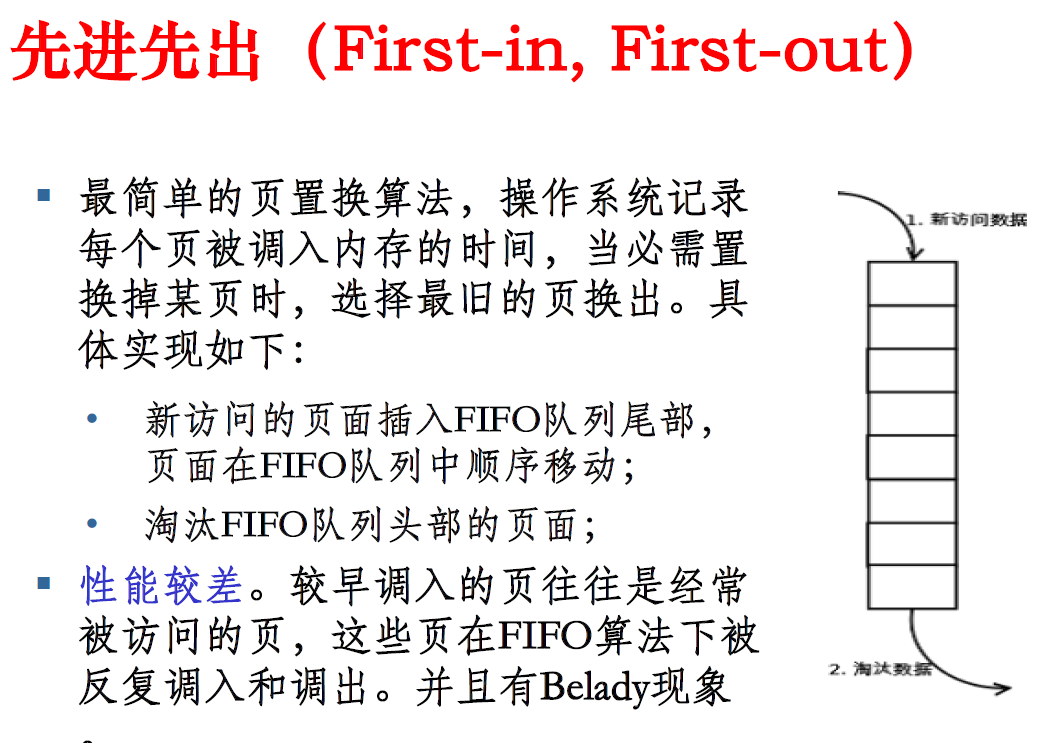 先进先出（First-in, First-out）
最简单的页置换算法，操作系统记录
每个页被调入内存的时间，当必需置
换掉某页时，选择最旧的页换出。具
体实现如下：
新访问的页面插入FIFO队列尾部，
页面在FIFO队列中顺序移动；
淘汰FIFO队列头部的页面；
性能较差。较早调入的页往往是经常
被访问的页，这些页在FIFO算法下被
反复调入和调出。并且有Belady现象
。
1. 新访问数据
2. 淘汰数据